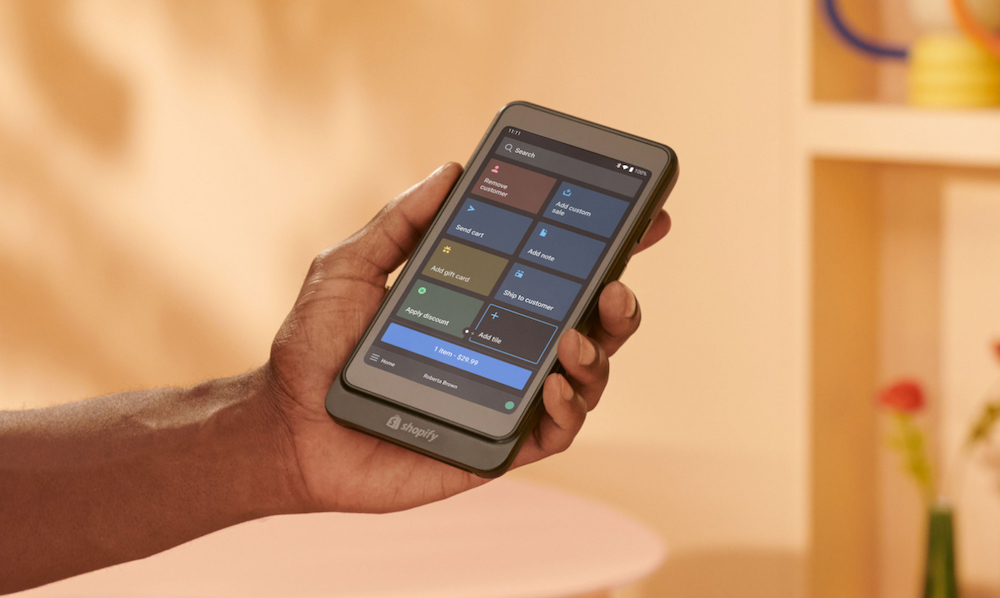 11:11
100%
Search
Remove
customer
Add custom
sale
Send cart
Add note
Add gift card
Ship to customer
Apply discount
Add tile
1 item - $29.99
Home
Roberta Brown
shopify